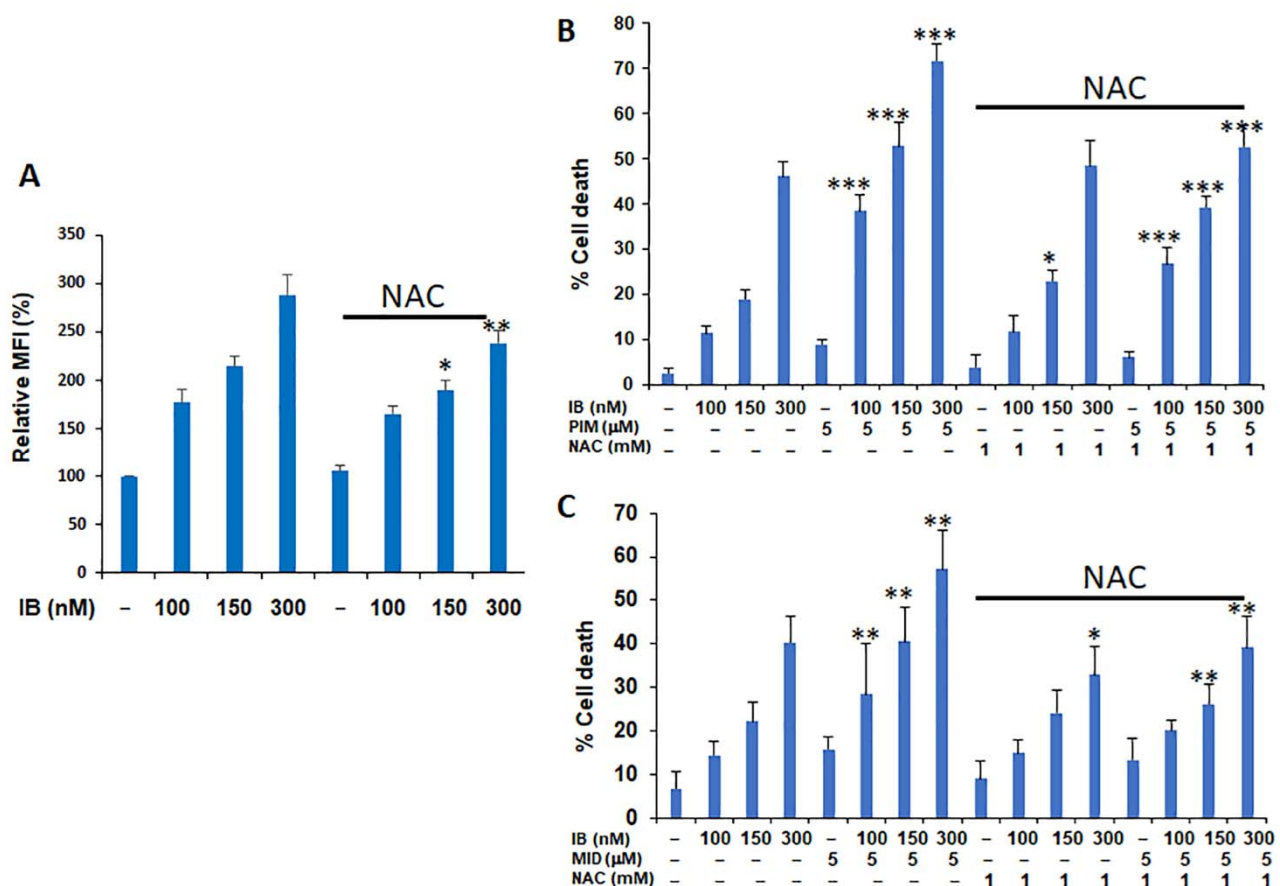 A
350
300
250
200
150
100
50
0
Relative MFI (%)
NAC
*
**
IB (nM) – 100 150 300 – 100 150 300
B
80
70
60
50
40
30
20
10
0
% Cell death
***
***
***
NAC
*
***
***
***
IB (nM) – 100 150 300 – 100 150 300 – 100 150 300 – 100 150 300
PIM (µM) – – – – 5 5 5 5 – – – – 5 5 5 5
NAC (mM) – – – – – – – – 1 1 1 1 1 1 1 1
C
70
60
50
40
30
20
10
0
% Cell death
**
**
**
NAC
*
**
**
IB (nM) – 100 150 300 – 100 150 300 – 100 150 300 – 100 150 300
MID (µM) – – – – 5 5 5 5 – – – – 5 5 5 5
NAC (mM) – – – – – – – – 1 1 1 1 1 1 1 1